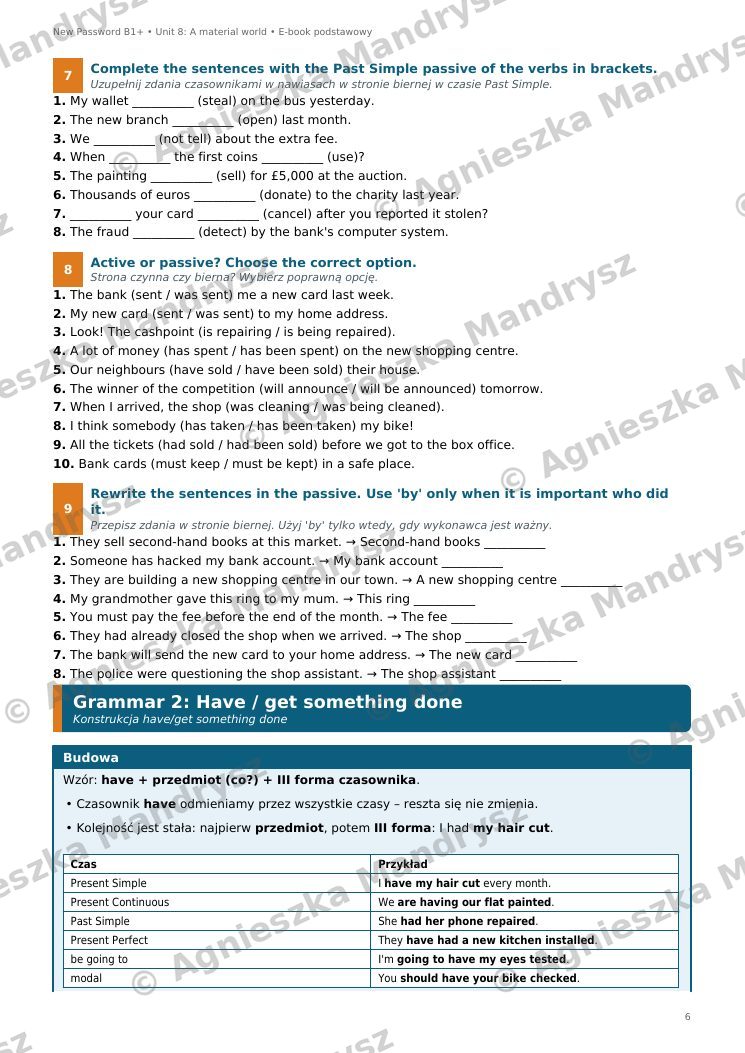 New Password B1+ • Unit 8: A material world • E-book podstawowy
7
Complete the sentences with the Past Simple passive of the verbs in brackets.
Uzupełnij zdania czasownikami w nawiasach w stronie biernej w czasie Past Simple.
1. My wallet __________ (steal) on the bus yesterday.
2. The new branch __________ (open) last month.
3. We __________ (not tell) about the extra fee.
4. When __________ the first coins __________ (use)?
5. The painting __________ (sell) for £5,000 at the auction.
6. Thousands of euros __________ (donate) to the charity last year.
7. __________ your card __________ (cancel) after you reported it stolen?
8. The fraud __________ (detect) by the bank's computer system.
8
Active or passive? Choose the correct option.
Strona czynna czy bierna? Wybierz poprawną opcję.
1. The bank (sent / was sent) me a new card last week.
2. My new card (sent / was sent) to my home address.
3. Look! The cashpoint (is repairing / is being repaired).
4. A lot of money (has spent / has been spent) on the new shopping centre.
5. Our neighbours (have sold / have been sold) their house.
6. The winner of the competition (will announce / will be announced) tomorrow.
7. When I arrived, the shop (was cleaning / was being cleaned).
8. I think somebody (has taken / has been taken) my bike!
9. All the tickets (had sold / had been sold) before we got to the box office.
10. Bank cards (must keep / must be kept) in a safe place.
9
Rewrite the sentences in the passive. Use 'by' only when it is important who did
it.
Przepisz zdania w stronie biernej. Użyj 'by' tylko wtedy, gdy wykonawca jest ważny.
1. They sell second-hand books at this market. → Second-hand books __________
2. Someone has hacked my bank account. → My bank account __________
3. They are building a new shopping centre in our town. → A new shopping centre __________
4. My grandmother gave this ring to my mum. → This ring __________
5. You must pay the fee before the end of the month. → The fee __________
6. They had already closed the shop when we arrived. → The shop __________
7. The bank will send the new card to your home address. → The new card __________
8. The police were questioning the shop assistant. → The shop assistant __________
Grammar 2: Have / get something done
Konstrukcja have/get something done
Budowa
Wzór: have + przedmiot (co?) + III forma czasownika.
• Czasownik have odmieniamy przez wszystkie czasy – reszta się nie zmienia.
• Kolejność jest stała: najpierw przedmiot, potem III forma: I had my hair cut.
Czas Przykład
Present Simple I have my hair cut every month.
Present Continuous We are having our flat painted.
Past Simple She had her phone repaired.
Present Perfect They have had a new kitchen installed.
be going to I'm going to have my eyes tested.
modal You should have your bike checked.
6
© Agnieszka Mandrysz